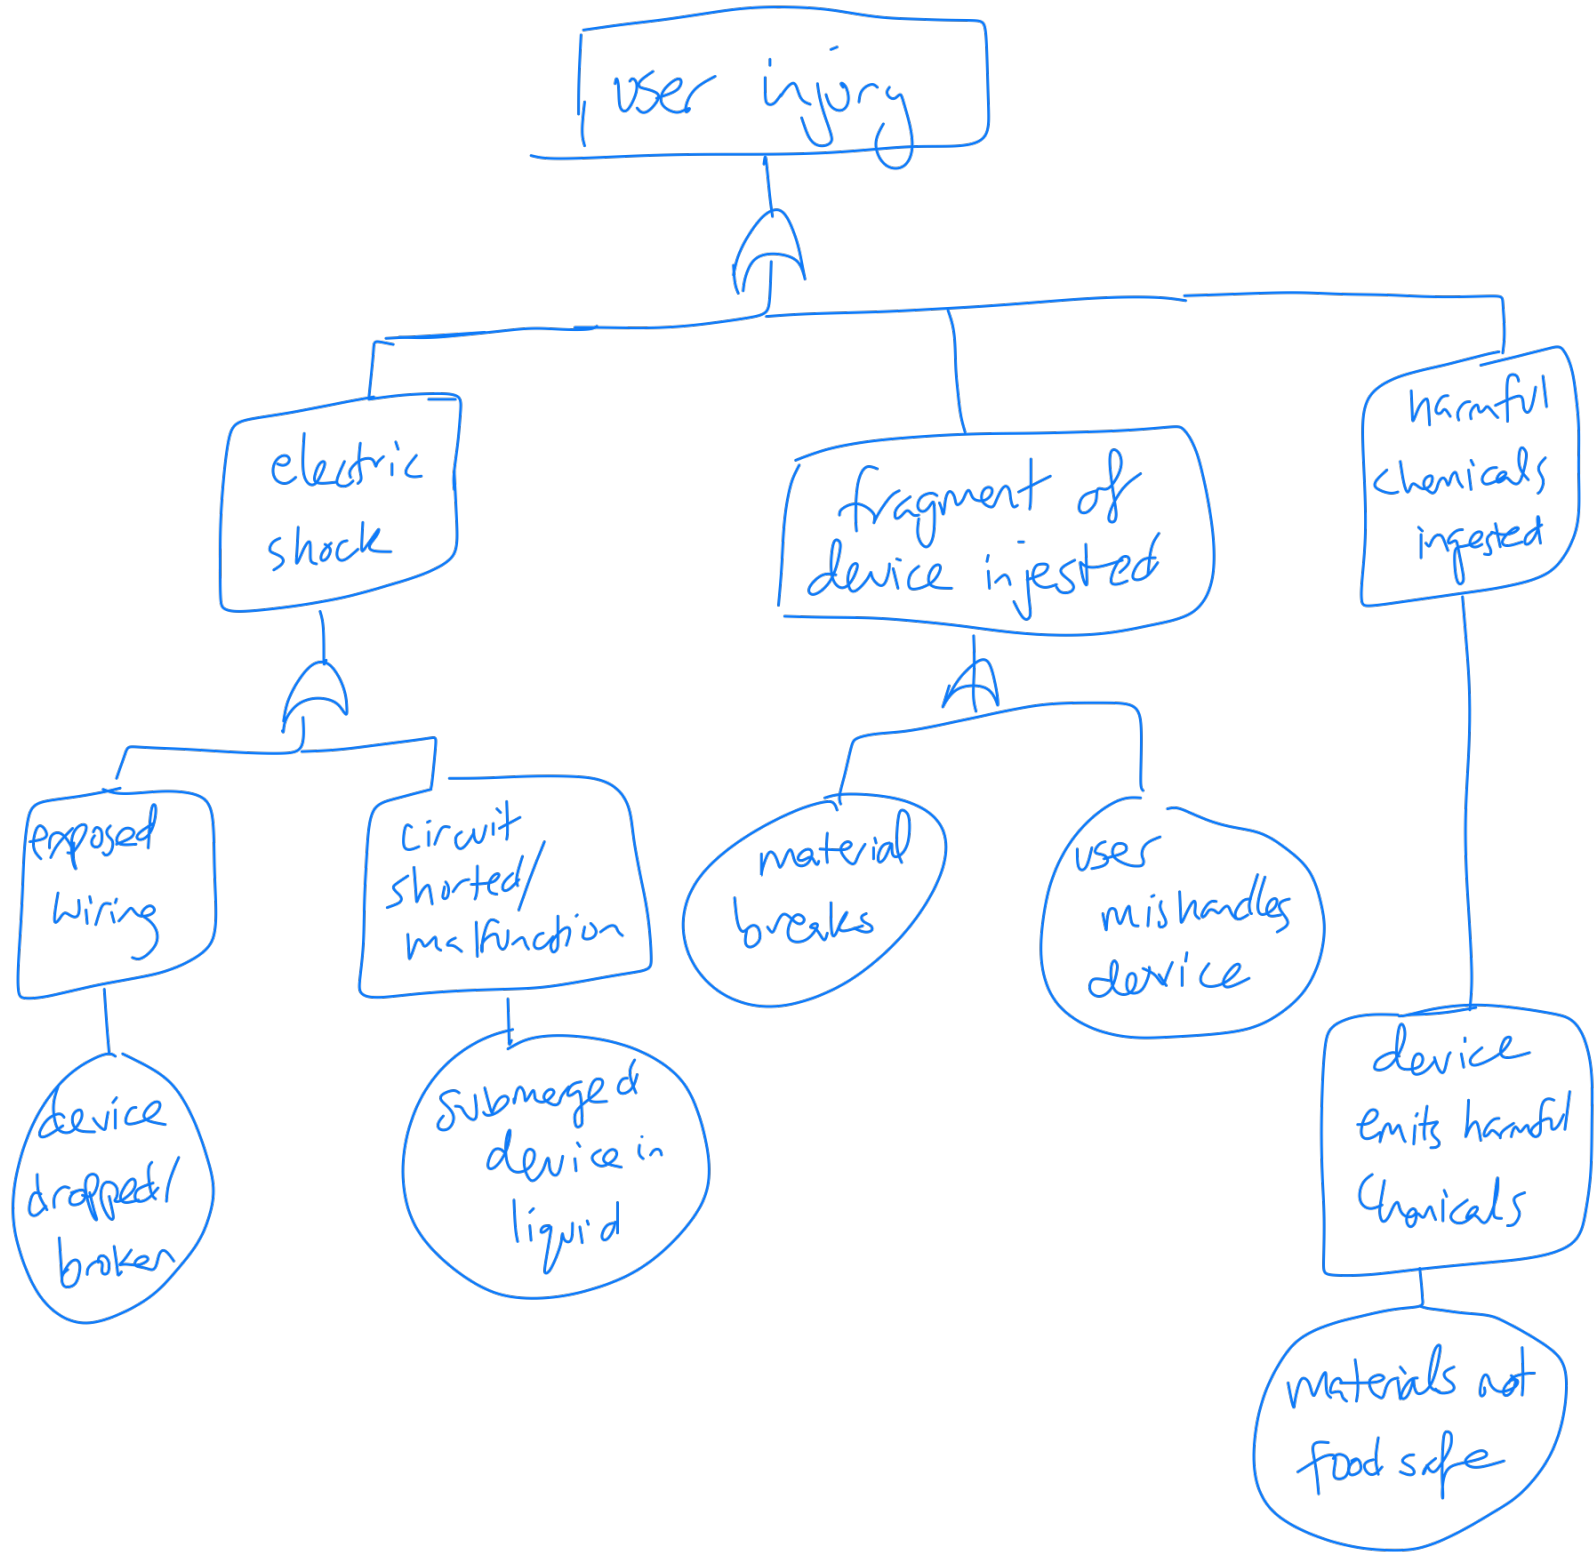 user injury
electric
shock
fragment of
device injested
harmful
chemicals
ingested
exposed
wiring
circuit
shorted/
malfunction
material
breaks
user
mishandles
device
device
dropped/
broken
submerged
device in
liquid
device
emits harmful
chemicals
materials not
food safe